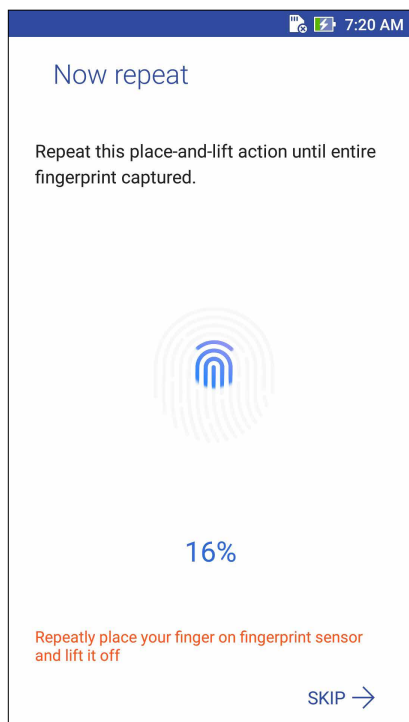 7:20 AM
Now repeat
Repeat this place-and-lift action until entire
fingerprint captured.
16%
Repeatly place your finger on fingerprint sensor
and lift it off
SKIP